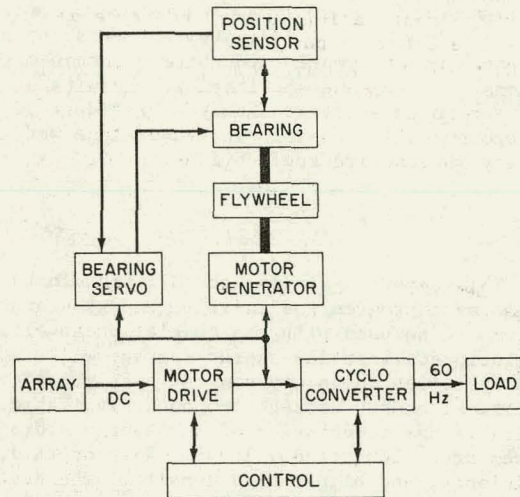 POSITION
SENSOR
BEARING
FLYWHEEL
BEARING
SERVO
MOTOR
GENERATOR
ARRAY
DC
MOTOR
DRIVE
CYCLO
CONVERTER
60
Hz
LOAD
CONTROL